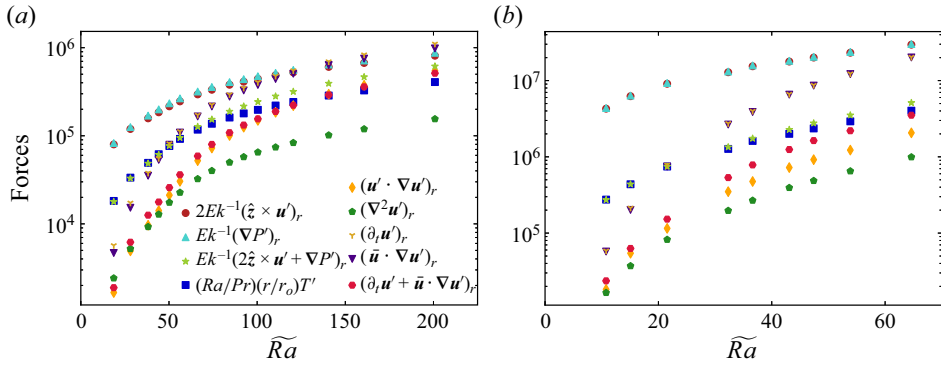 (a)
(b)
Forces
10^6
10^5
10^4
2Ek^{-1}(ẑ × u′)_r
Ek^{-1}(∇P′)_r
Ek^{-1}(2ẑ × u′ + ∇P′)_r
(Ra/Pr)(r/r_o)T′
(u′ · ∇u′)_r
(∇²u′)_r
(∂_t u′)_r
(ū · ∇u′)_r
(∂_t u′ + ū · ∇u′)_r
0 50 100 150 200
R̃a
10^7
10^6
10^5
0 20 40 60
R̃a